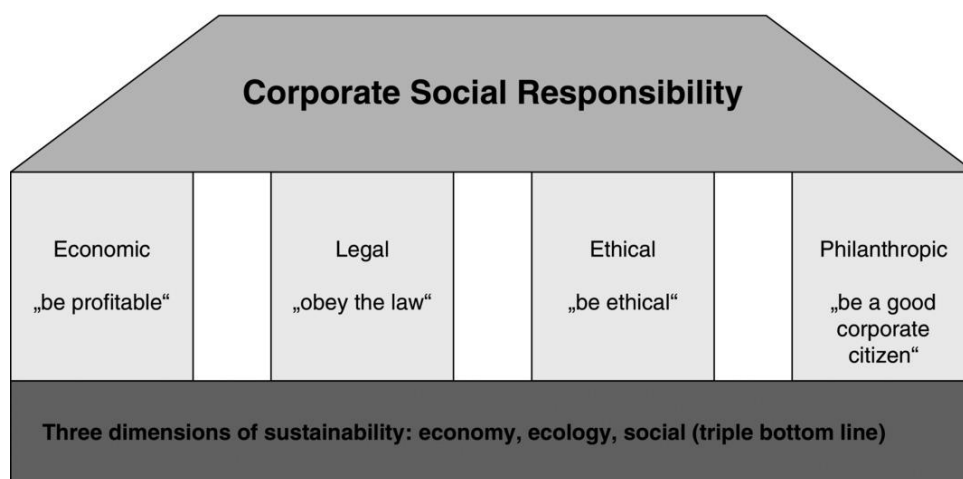 Corporate Social Responsibility
Economic
„be profitable“
Legal
„obey the law“
Ethical
„be ethical“
Philanthropic
„be a good
corporate
citizen“
Three dimensions of sustainability: economy, ecology, social (triple bottom line)